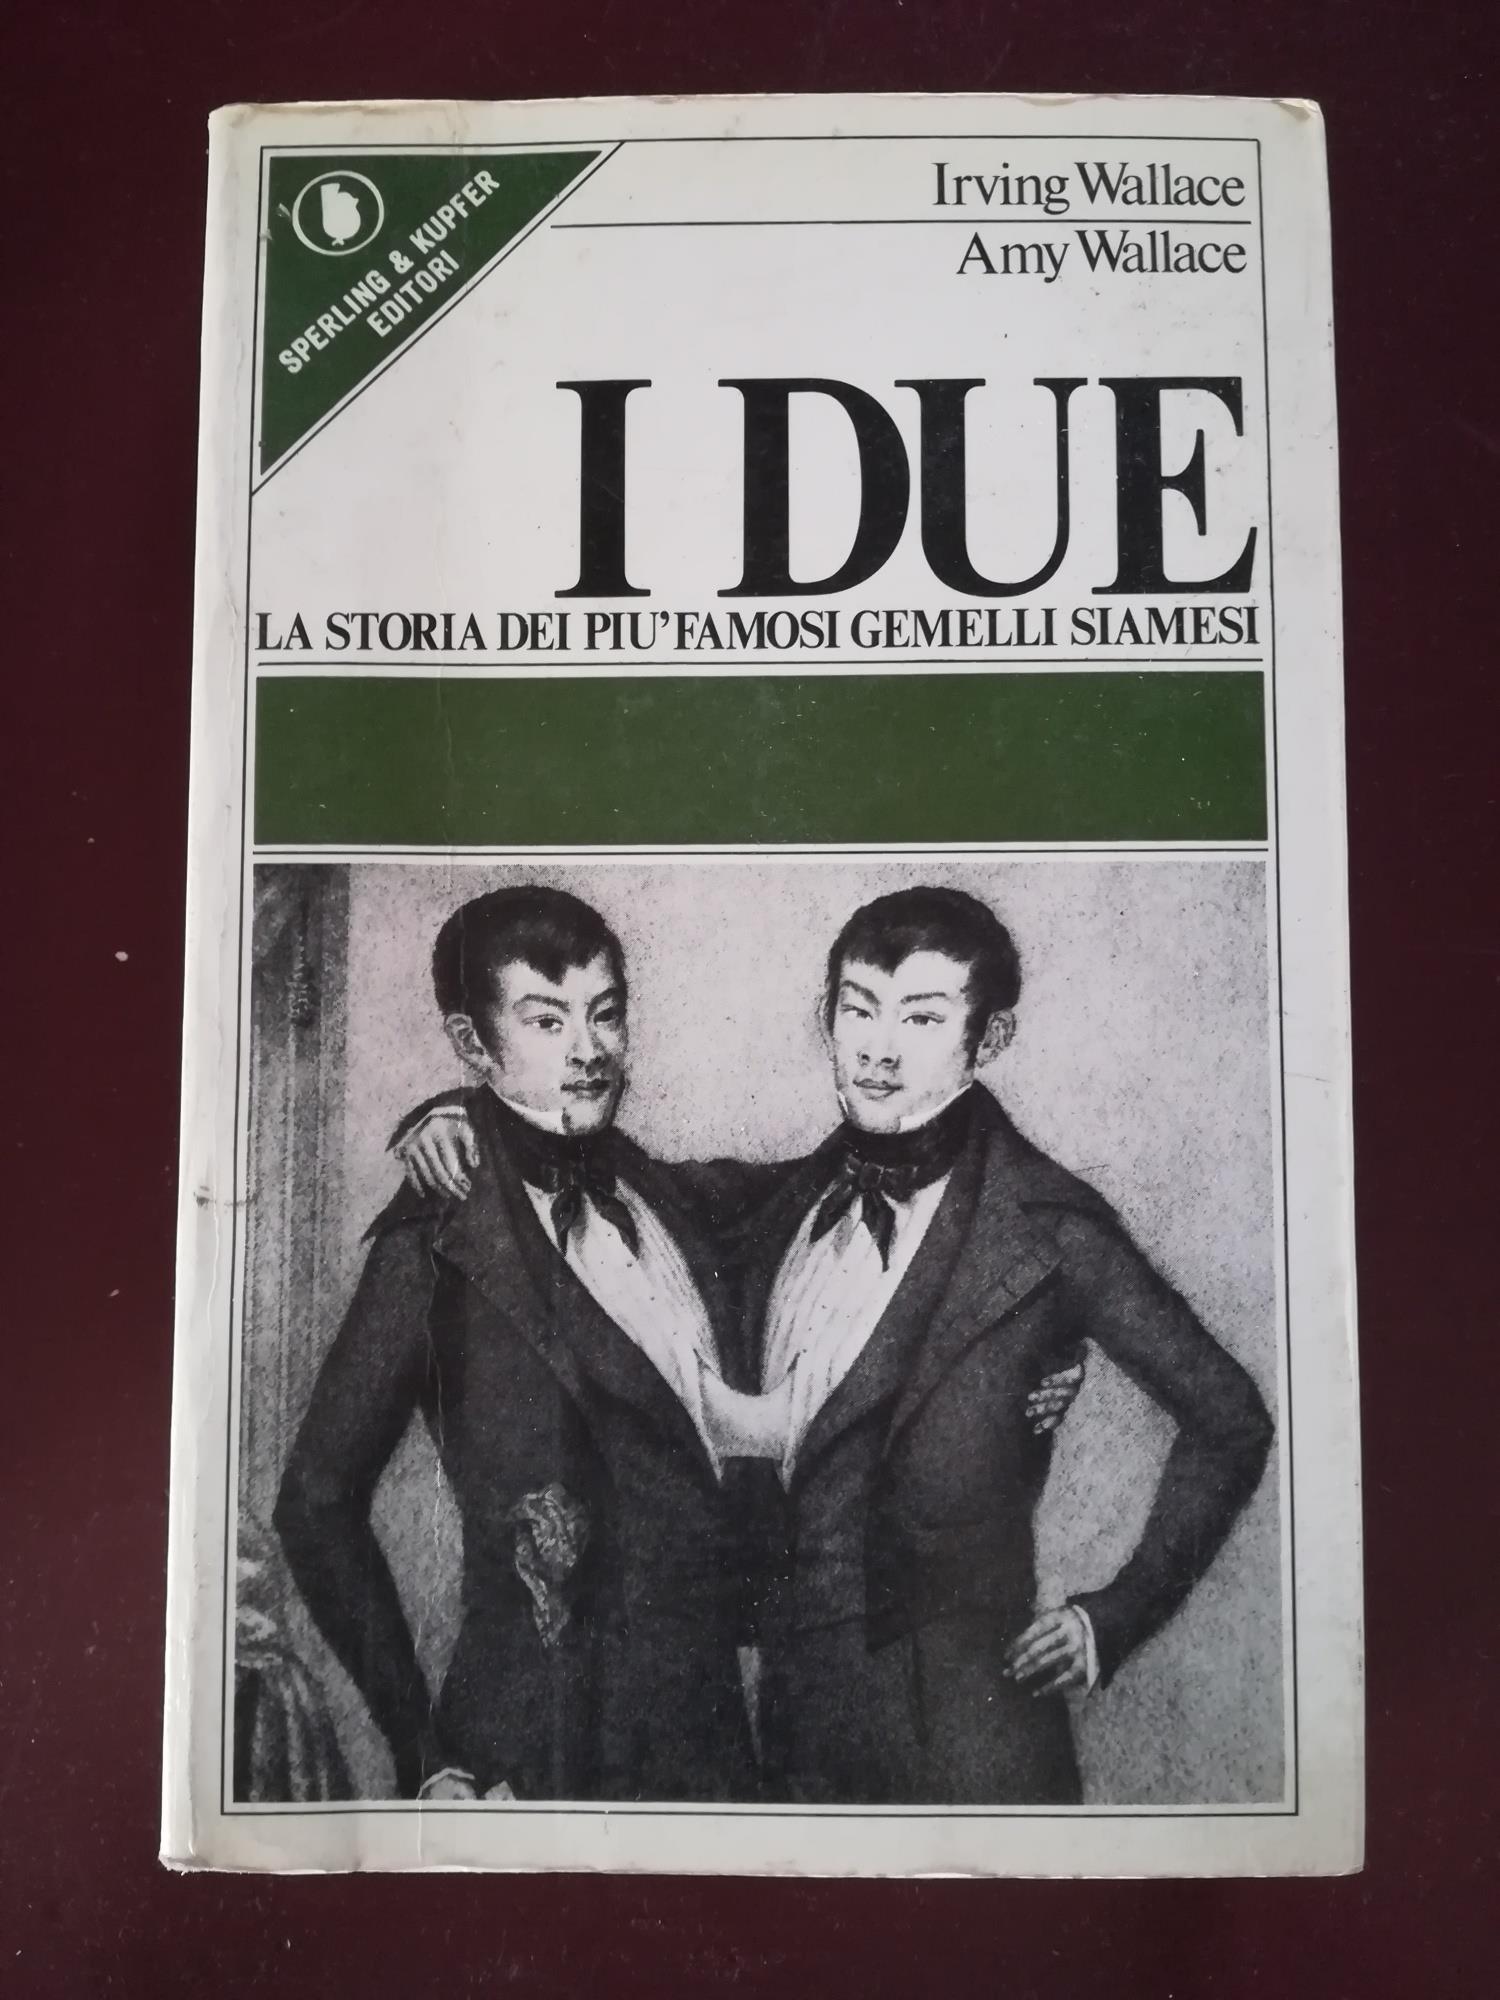 SPERLING & KUPFER
EDITORI
Irving Wallace
Amy Wallace
I DUE
LA STORIA DEI PIU' FAMOSI GEMELLI SIAMESI